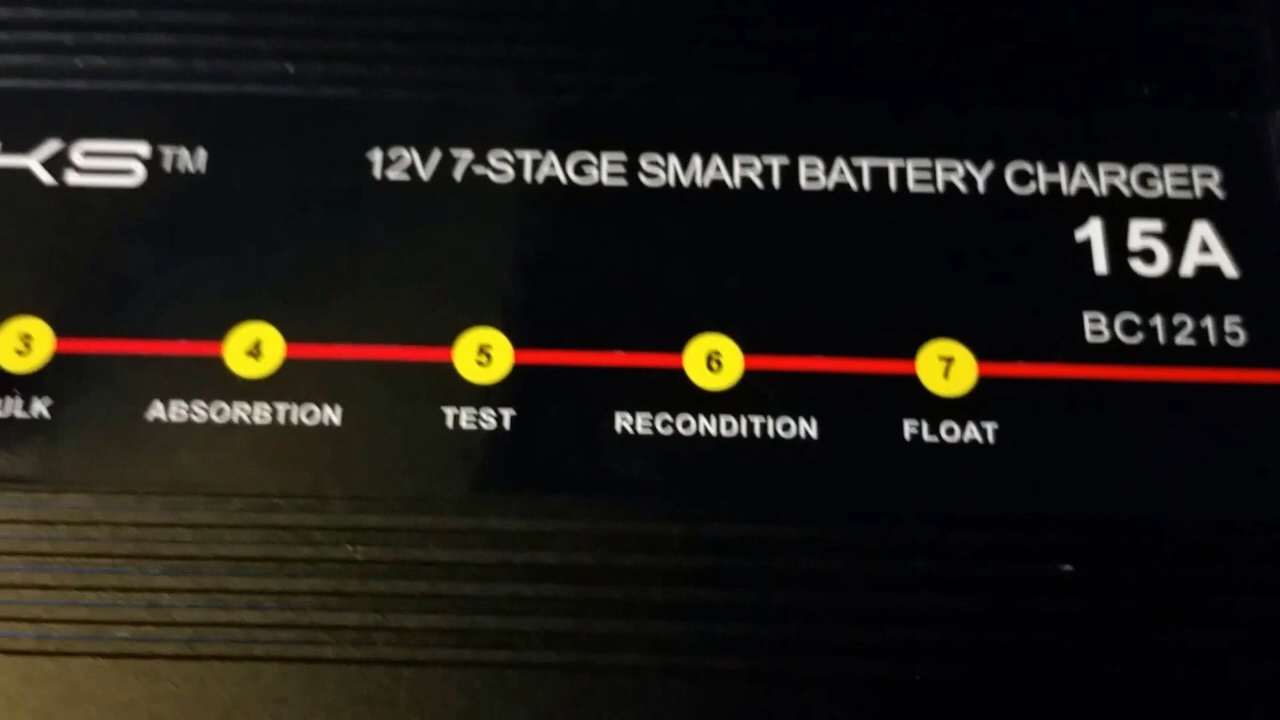 KS™
12V 7-STAGE SMART BATTERY CHARGER
15A
BC1215
3 4 5 6 7
ULK ABSORBTION TEST RECONDITION FLOAT